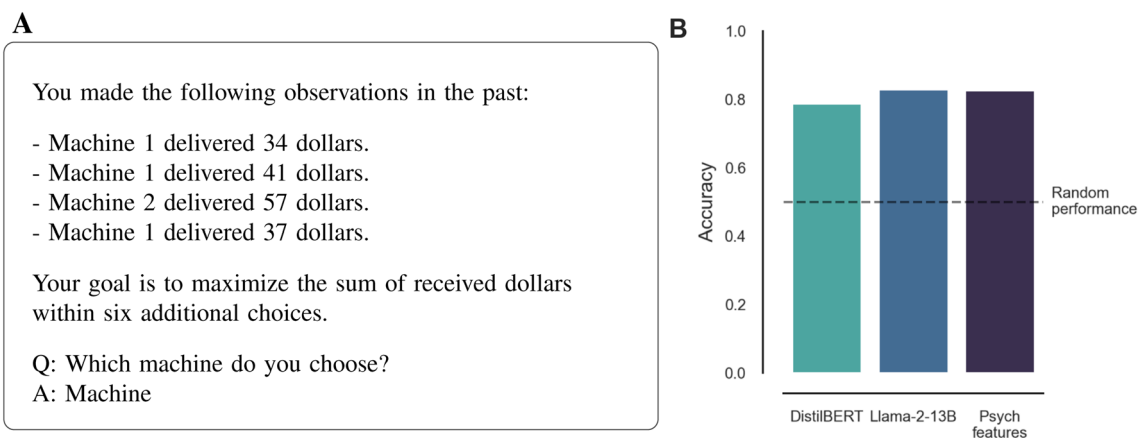 A
You made the following observations in the past:
- Machine 1 delivered 34 dollars.
- Machine 1 delivered 41 dollars.
- Machine 2 delivered 57 dollars.
- Machine 1 delivered 37 dollars.
Your goal is to maximize the sum of received dollars
within six additional choices.
Q: Which machine do you choose?
A: Machine
B
Accuracy
1.0
0.8
0.6
0.4
0.2
0.0
Random
performance
DistilBERT
Llama-2-13B
Psych
features